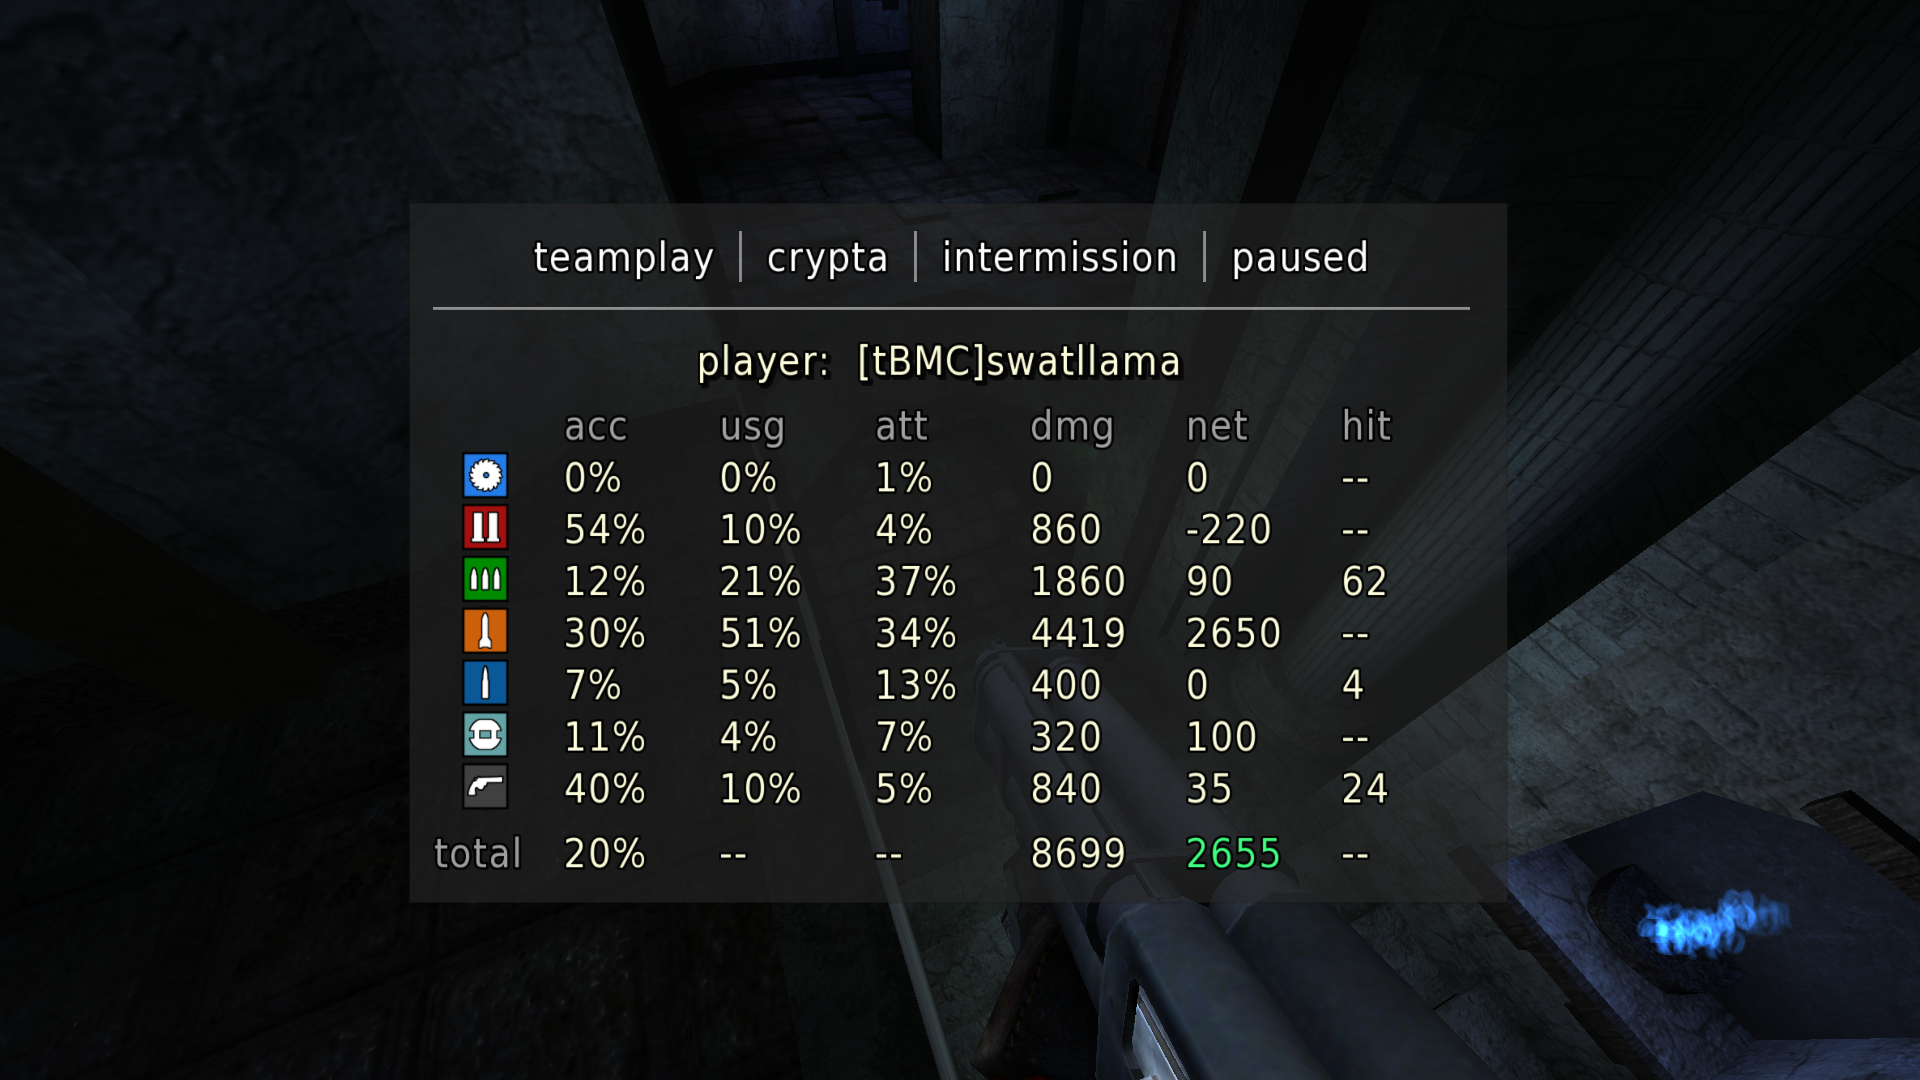 teamplay | crypta | intermission | paused
player: [tBMC]swatllama
acc usg att dmg net hit
0% 0% 1% 0 0 --
54% 10% 4% 860 -220 --
12% 21% 37% 1860 90 62
30% 51% 34% 4419 2650 --
7% 5% 13% 400 0 4
11% 4% 7% 320 100 --
40% 10% 5% 840 35 24
total 20% -- -- 8699 2655 --